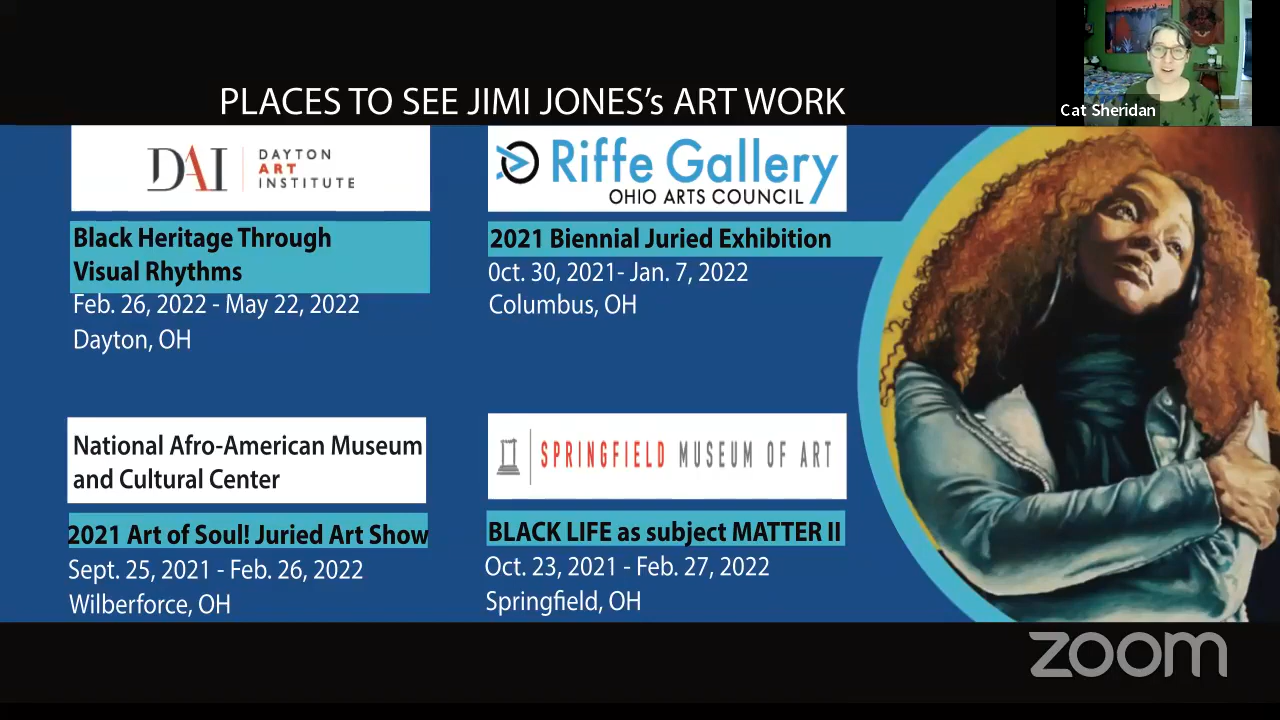 Cat Sheridan
PLACES TO SEE JIMI JONES’s ART WORK
DAI
DAYTON
ART
INSTITUTE
Black Heritage Through
Visual Rhythms
Feb. 26, 2022 - May 22, 2022
Dayton, OH
Riffe Gallery
OHIO ARTS COUNCIL
2021 Biennial Juried Exhibition
0ct. 30, 2021- Jan. 7, 2022
Columbus, OH
National Afro-American Museum
and Cultural Center
2021 Art of Soul! Juried Art Show
Sept. 25, 2021 - Feb. 26, 2022
Wilberforce, OH
SPRINGFIELD MUSEUM OF ART
BLACK LIFE as subject MATTER II
Oct. 23, 2021 - Feb. 27, 2022
Springfield, OH
zoom